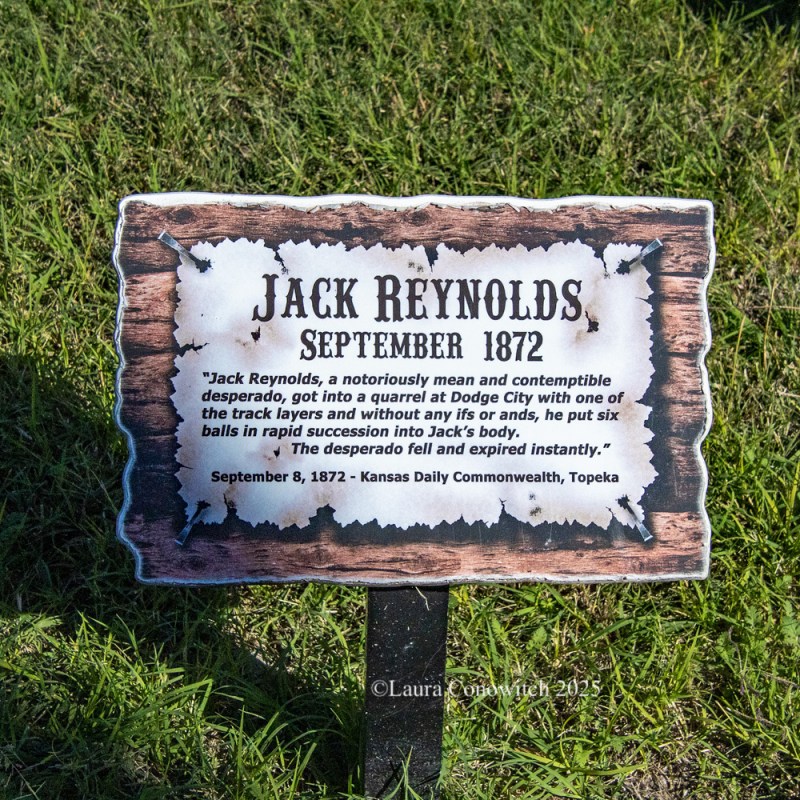 Jack Reynolds
September 1872
“Jack Reynolds, a notoriously mean and contemptible
desperado, got into a quarrel at Dodge City with one of
the track layers and without any ifs or ands, he put six
balls in rapid succession into Jack’s body.
The desperado fell and expired instantly.”
September 8, 1872 - Kansas Daily Commonwealth, Topeka
©Laura Conowitch 2025